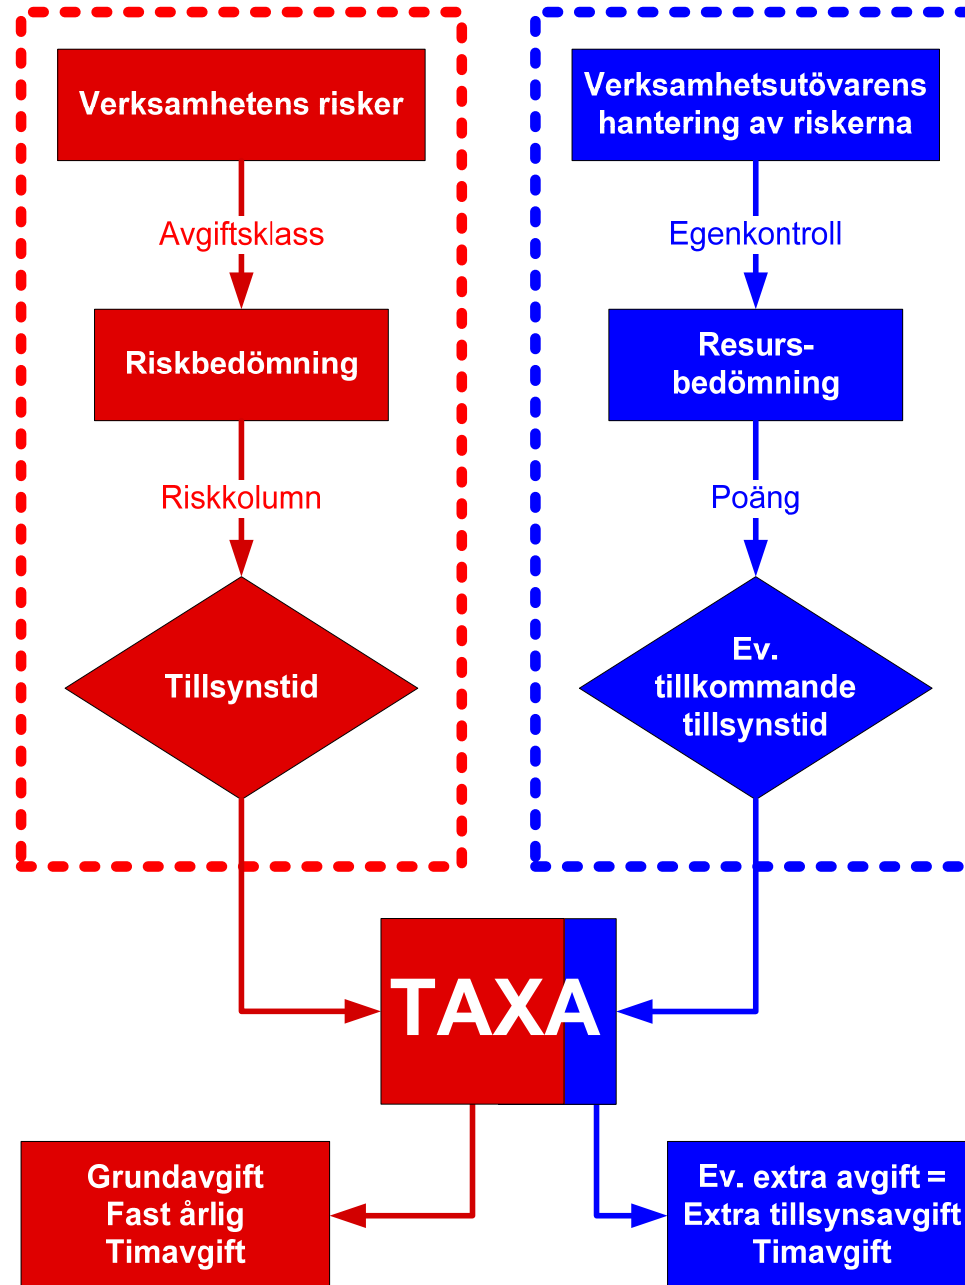 Verksamhetens risker
Avgiftsklass
Riskbedömning
Riskkolumn
Tillsynstid
Verksamhetsutövarens
hantering av riskerna
Egenkontroll
Resurs-
bedömning
Poäng
Ev.
tillkommande
tillsynstid
TAXA
Grundavgift
Fast årlig
Timavgift
Ev. extra avgift =
Extra tillsynsavgift
Timavgift